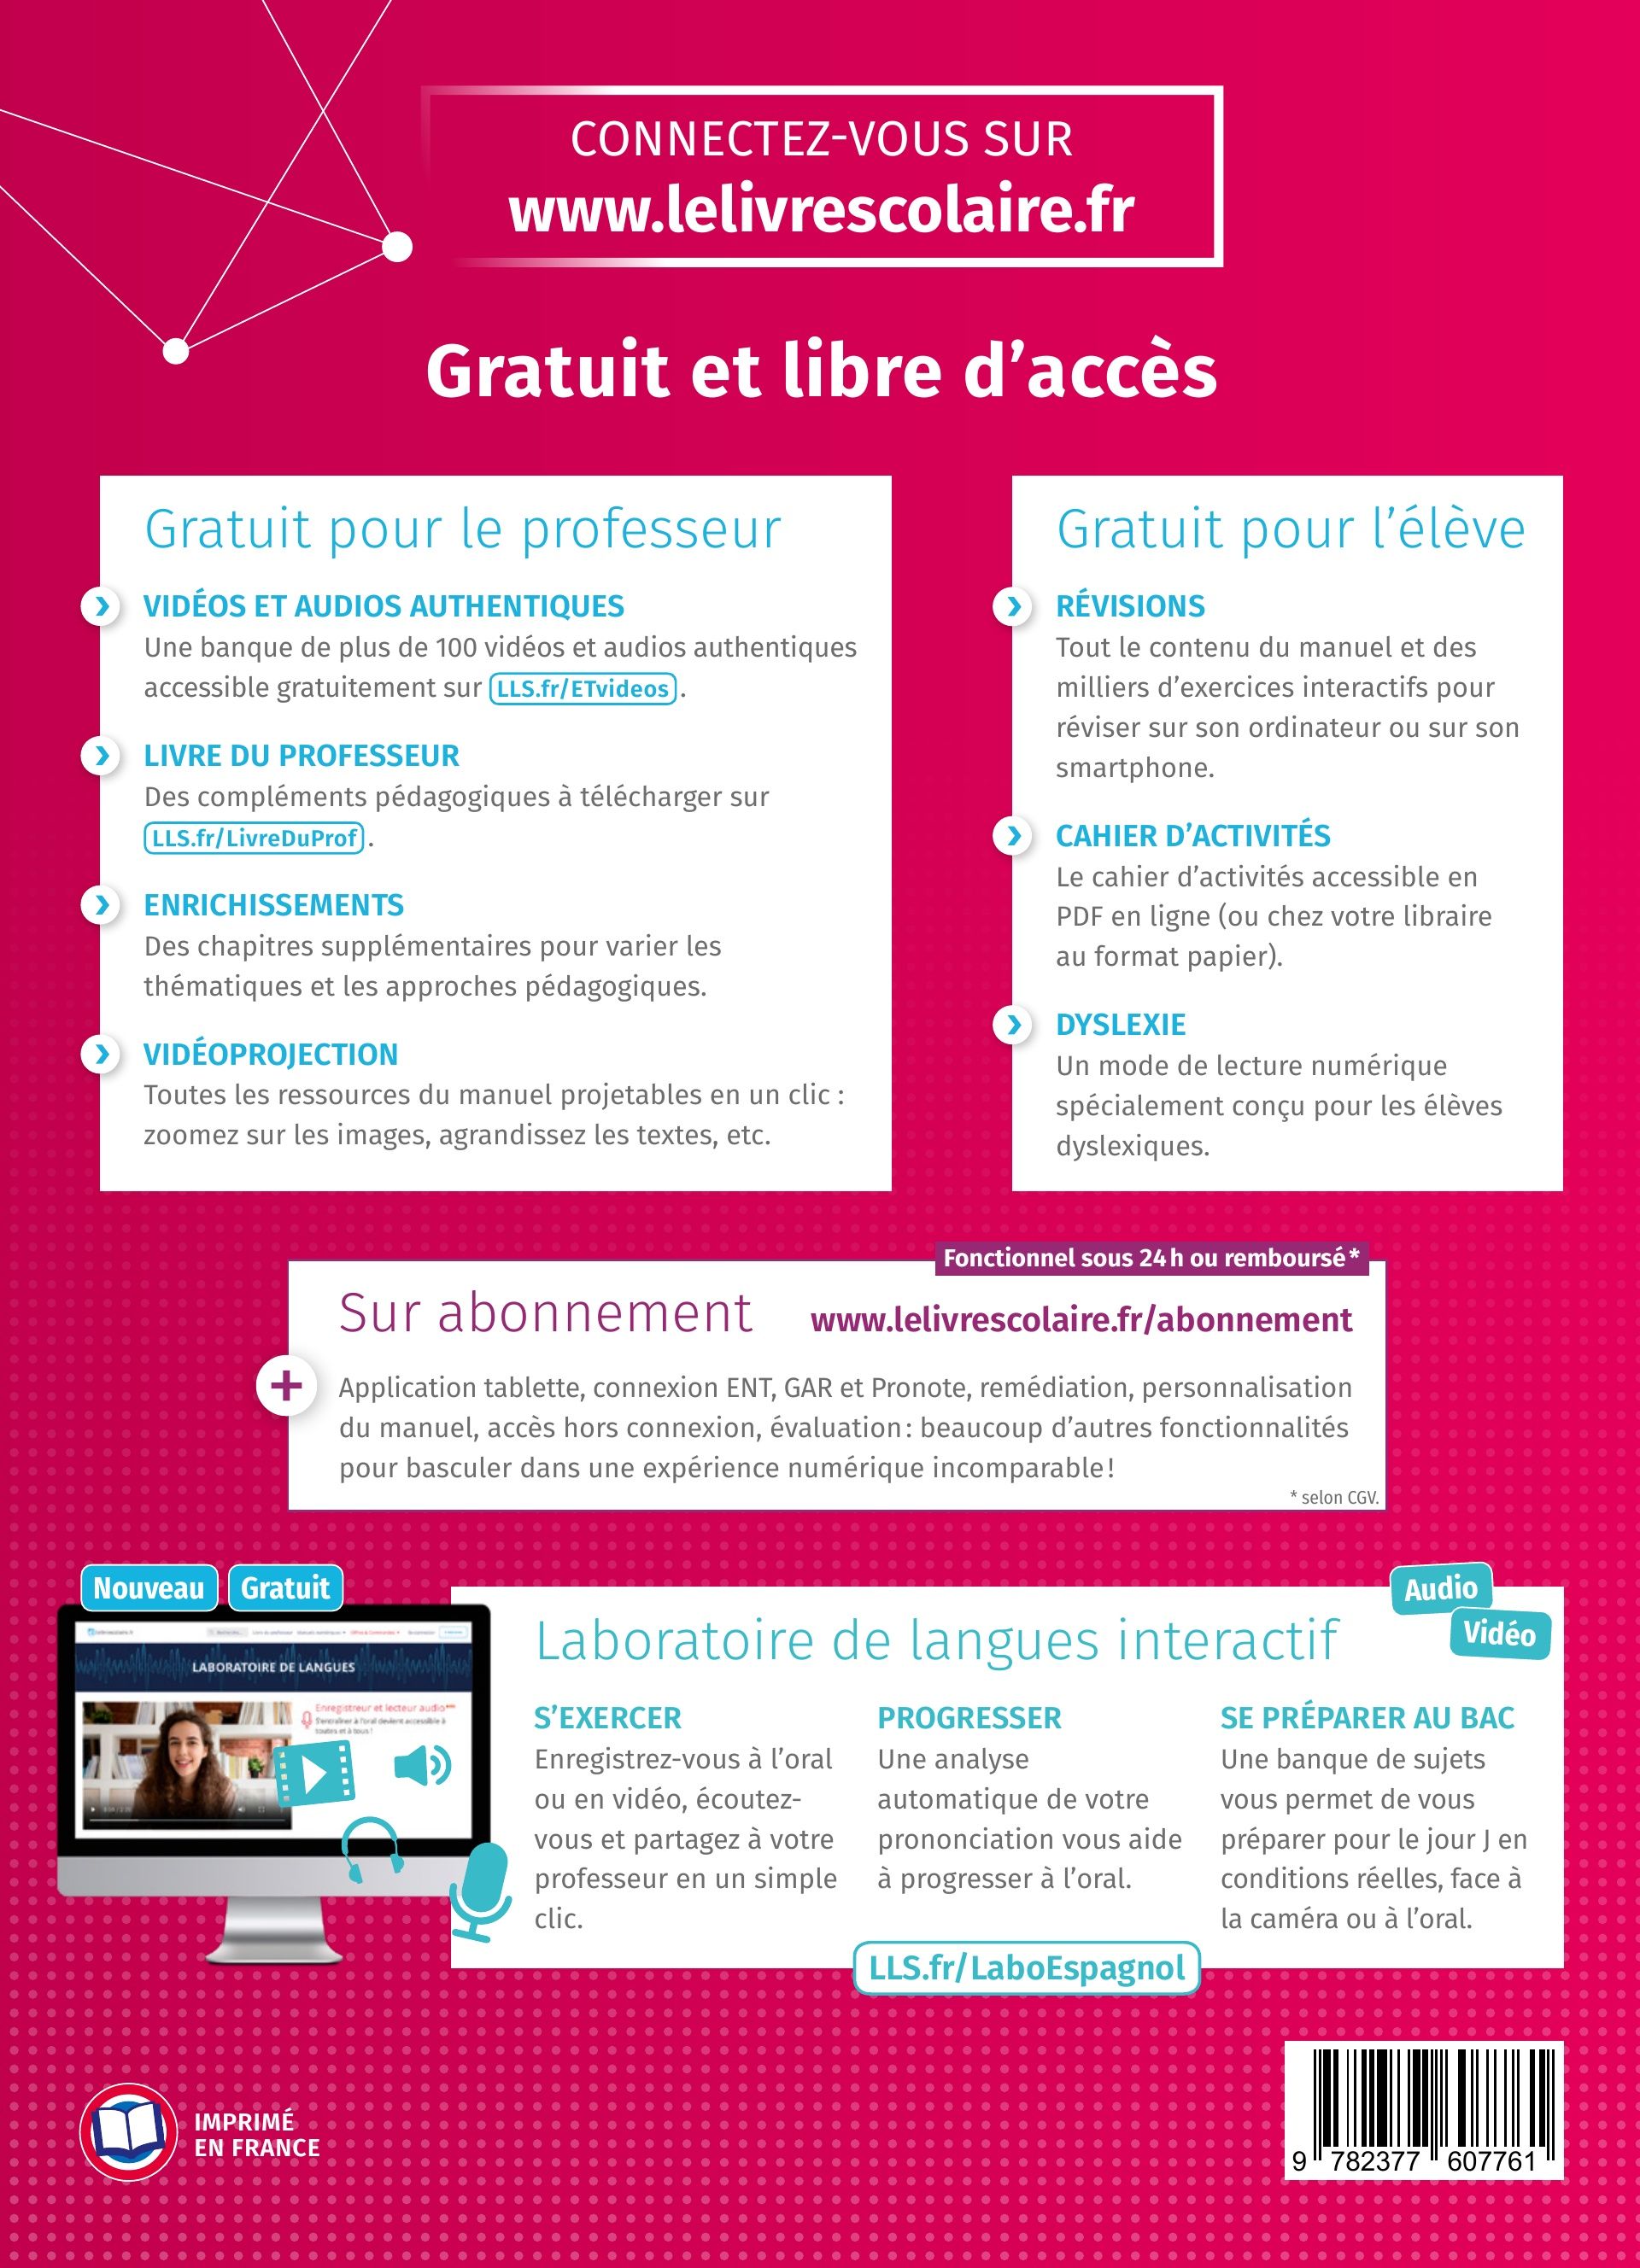 CONNECTEZ-VOUS SUR
www.lelivrescolaire.fr
Gratuit et libre d’accès
Gratuit pour le professeur
VIDÉOS ET AUDIOS AUTHENTIQUES
Une banque de plus de 100 vidéos et audios authentiques
accessible gratuitement sur LLS.fr/ETvideos .
LIVRE DU PROFESSEUR
Des compléments pédagogiques à télécharger sur
LLS.fr/LivreDuProf .
ENRICHISSEMENTS
Des chapitres supplémentaires pour varier les
thématiques et les approches pédagogiques.
VIDÉOPROJECTION
Toutes les ressources du manuel projetables en un clic :
zoomez sur les images, agrandissez les textes, etc.
Gratuit pour l’élève
RÉVISIONS
Tout le contenu du manuel et des
milliers d’exercices interactifs pour
réviser sur son ordinateur ou sur son
smartphone.
CAHIER D’ACTIVITÉS
Le cahier d’activités accessible en
PDF en ligne (ou chez votre libraire
au format papier).
DYSLEXIE
Un mode de lecture numérique
spécialement conçu pour les élèves
dyslexiques.
Fonctionnel sous 24 h ou remboursé*
Sur abonnement
www.lelivrescolaire.fr/abonnement
Application tablette, connexion ENT, GAR et Pronote, remédiation, personnalisation
du manuel, accès hors connexion, évaluation : beaucoup d’autres fonctionnalités
pour basculer dans une expérience numérique incomparable !
* selon CGV.
Nouveau
Gratuit
LABORATOIRE DE LANGUES
Enregistreur et lecteur audio
S'entraîner à l'oral devient accessible à
toutes et à tous !
Audio
Vidéo
Laboratoire de langues interactif
S’EXERCER
Enregistrez-vous à l’oral
ou en vidéo, écoutez-
vous et partagez à votre
professeur en un simple
clic.
PROGRESSER
Une analyse
automatique de votre
prononciation vous aide
à progresser à l’oral.
SE PRÉPARER AU BAC
Une banque de sujets
vous permet de vous
préparer pour le jour J en
conditions réelles, face à
la caméra ou à l’oral.
LLS.fr/LaboEspagnol
IMPRIMÉ
EN FRANCE
9 782377 607761